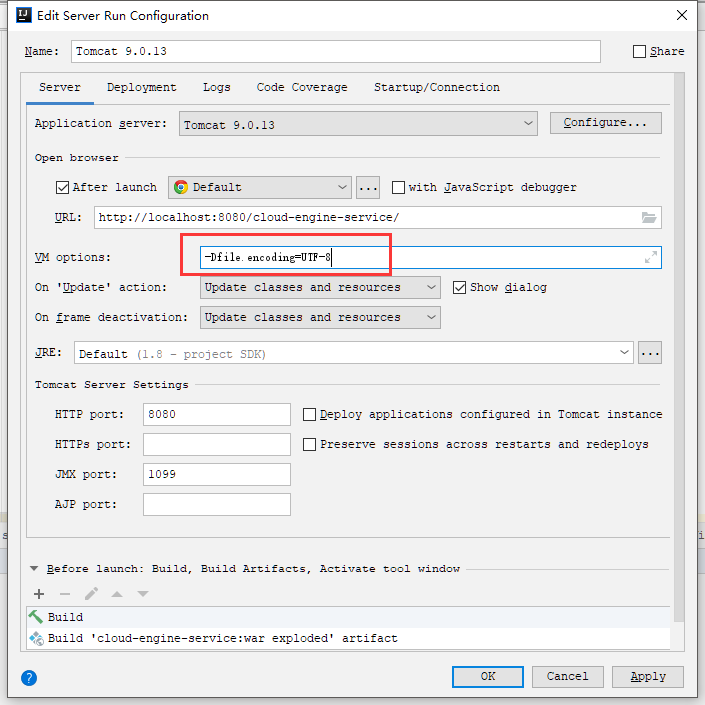 Edit Server Run Configuration
Name: Tomcat 9.0.13 Share
Server Deployment Logs Code Coverage Startup/Connection
Application server: Tomcat 9.0.13 Configure...
Open browser
After launch Default ... with JavaScript debugger
URL: http://localhost:8080/cloud-engine-service/
VM options: -Dfile.encoding=UTF-8
On 'Update' action: Update classes and resources Show dialog
On frame deactivation: Update classes and resources
JRE: Default (1.8 - project SDK) ...
Tomcat Server Settings
HTTP port: 8080 Deploy applications configured in Tomcat instance
HTTPs port: Preserve sessions across restarts and redeploys
JMX port: 1099
AJP port:
Before launch: Build, Build Artifacts, Activate tool window
Build
Build 'cloud-engine-service:war exploded' artifact
? OK Cancel Apply